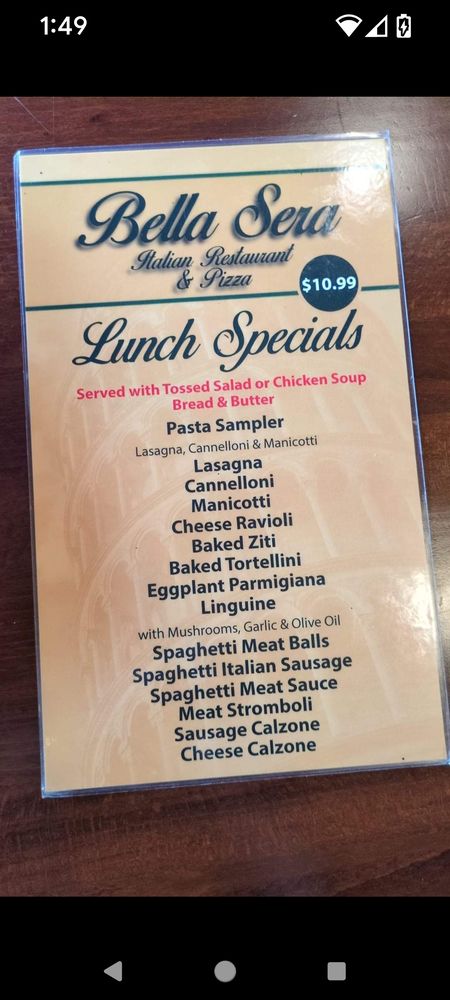 1:49
Bella Sera
Italian Restaurant
& Pizza
$10.99
Lunch Specials
Served with Tossed Salad or Chicken Soup
Bread & Butter
Pasta Sampler
Lasagna, Cannelloni & Manicotti
Lasagna
Cannelloni
Manicotti
Cheese Ravioli
Baked Ziti
Baked Tortellini
Eggplant Parmigiana
Linguine
with Mushrooms, Garlic & Olive Oil
Spaghetti Meat Balls
Spaghetti Italian Sausage
Spaghetti Meat Sauce
Meat Stromboli
Sausage Calzone
Cheese Calzone